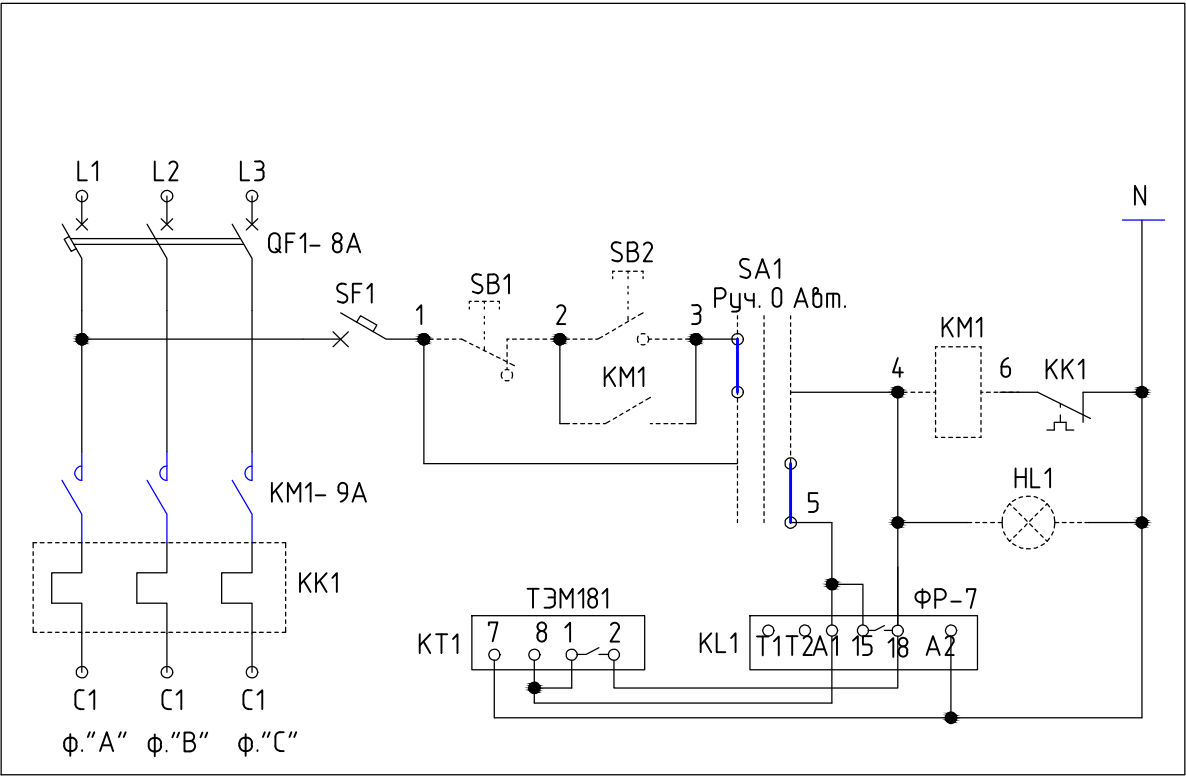 L1 L2 L3
N
QF1- 8A
SF1
SB1
SB2
SA1
Руч. 0 Авт.
1 2 3
KM1
KM1
4 6 KK1
HL1
KM1- 9A
5
KK1
ТЭМ181
ФР-7
KT1 7 8 1 2
KL1 T1 T2 A1 15 18 A2
C1 C1 C1
ф."А" ф."В" ф."С"